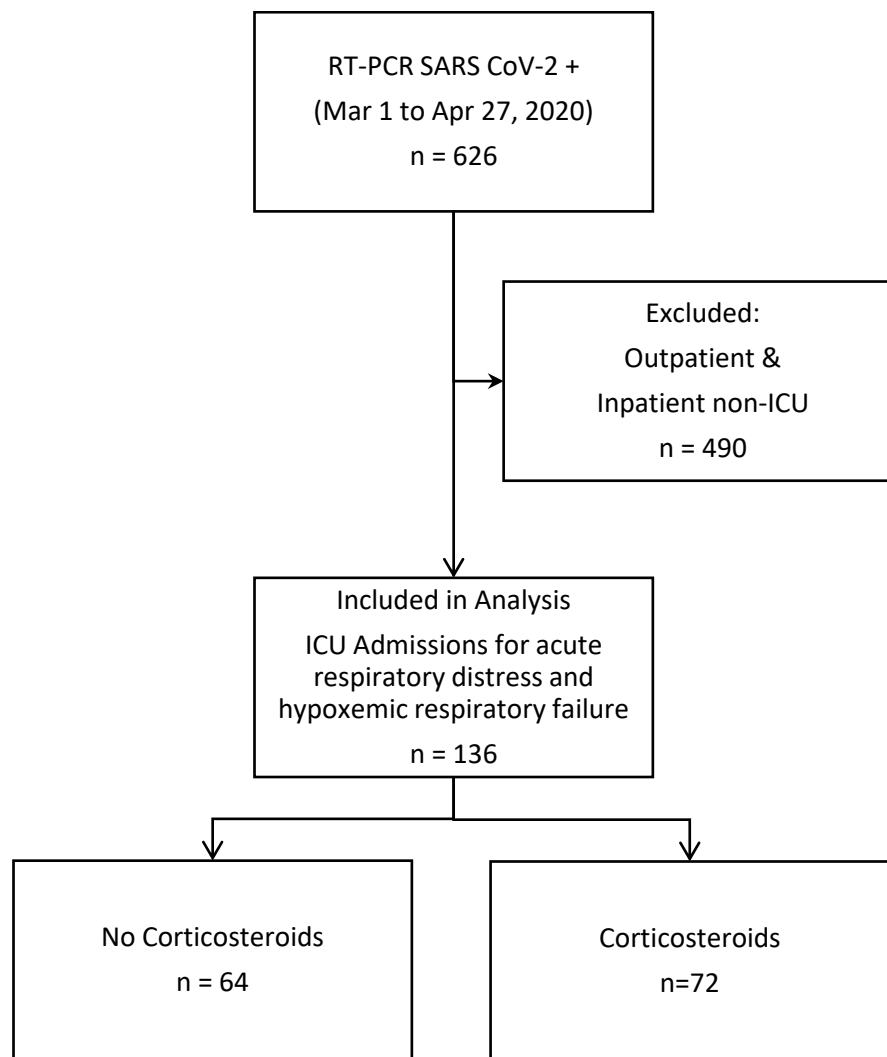 RT-PCR SARS CoV-2 +
(Mar 1 to Apr 27, 2020)
n = 626
Excluded:
Outpatient &
Inpatient non-ICU
n = 490
Included in Analysis
ICU Admissions for acute
respiratory distress and
hypoxemic respiratory failure
n = 136
No Corticosteroids
n = 64
Corticosteroids
n=72